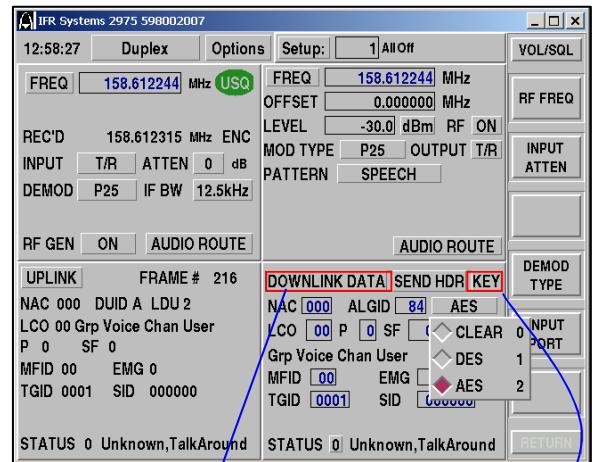 IFR Systems 2975 598002007
12:58:27 Duplex Options Setup: 1 All Off VOL/SQL
FREQ 158.612244 MHz USQ
REC'D 158.612315 MHz ENC
INPUT T/R ATTEN 0 dB
DEMOD P25 IF BW 12.5kHz
RF GEN ON AUDIO ROUTE
FREQ 158.612244 MHz
OFFSET 0.000000 MHz
LEVEL -30.0 dBm RF ON
MOD TYPE P25 OUTPUT T/R
PATTERN SPEECH
AUDIO ROUTE
UPLINK FRAME # 216
NAC 000 DUID A LDU 2
LCO 00 Grp Voice Chan User
P 0 SF 0
MFID 00 EMG 0
TGID 0001 SID 000000
STATUS 0 Unknown,TalkAround
DOWNLINK DATA SEND HDR KEY
NAC 000 ALGID 84 AES
LCO 00 P 0 SF
Grp Voice Chan User
MFID 00 EMG
TGID 0001 SID 000000
STATUS 0 Unknown,TalkAround
CLEAR 0
DES 1
AES 2
RF FREQ
INPUT
ATTEN
DEMOD
TYPE
INPUT
PORT
RETURN